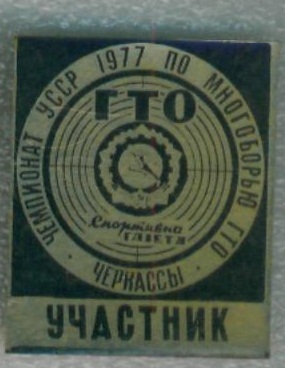 ЧЕМПИОНАТ УССР 1977 ПО МНОГОБОРЬЮ ГТО
ГТО
Спортивна
ГАЗЕТА
· ЧЕРКАССЫ ·
УЧАСТНИК